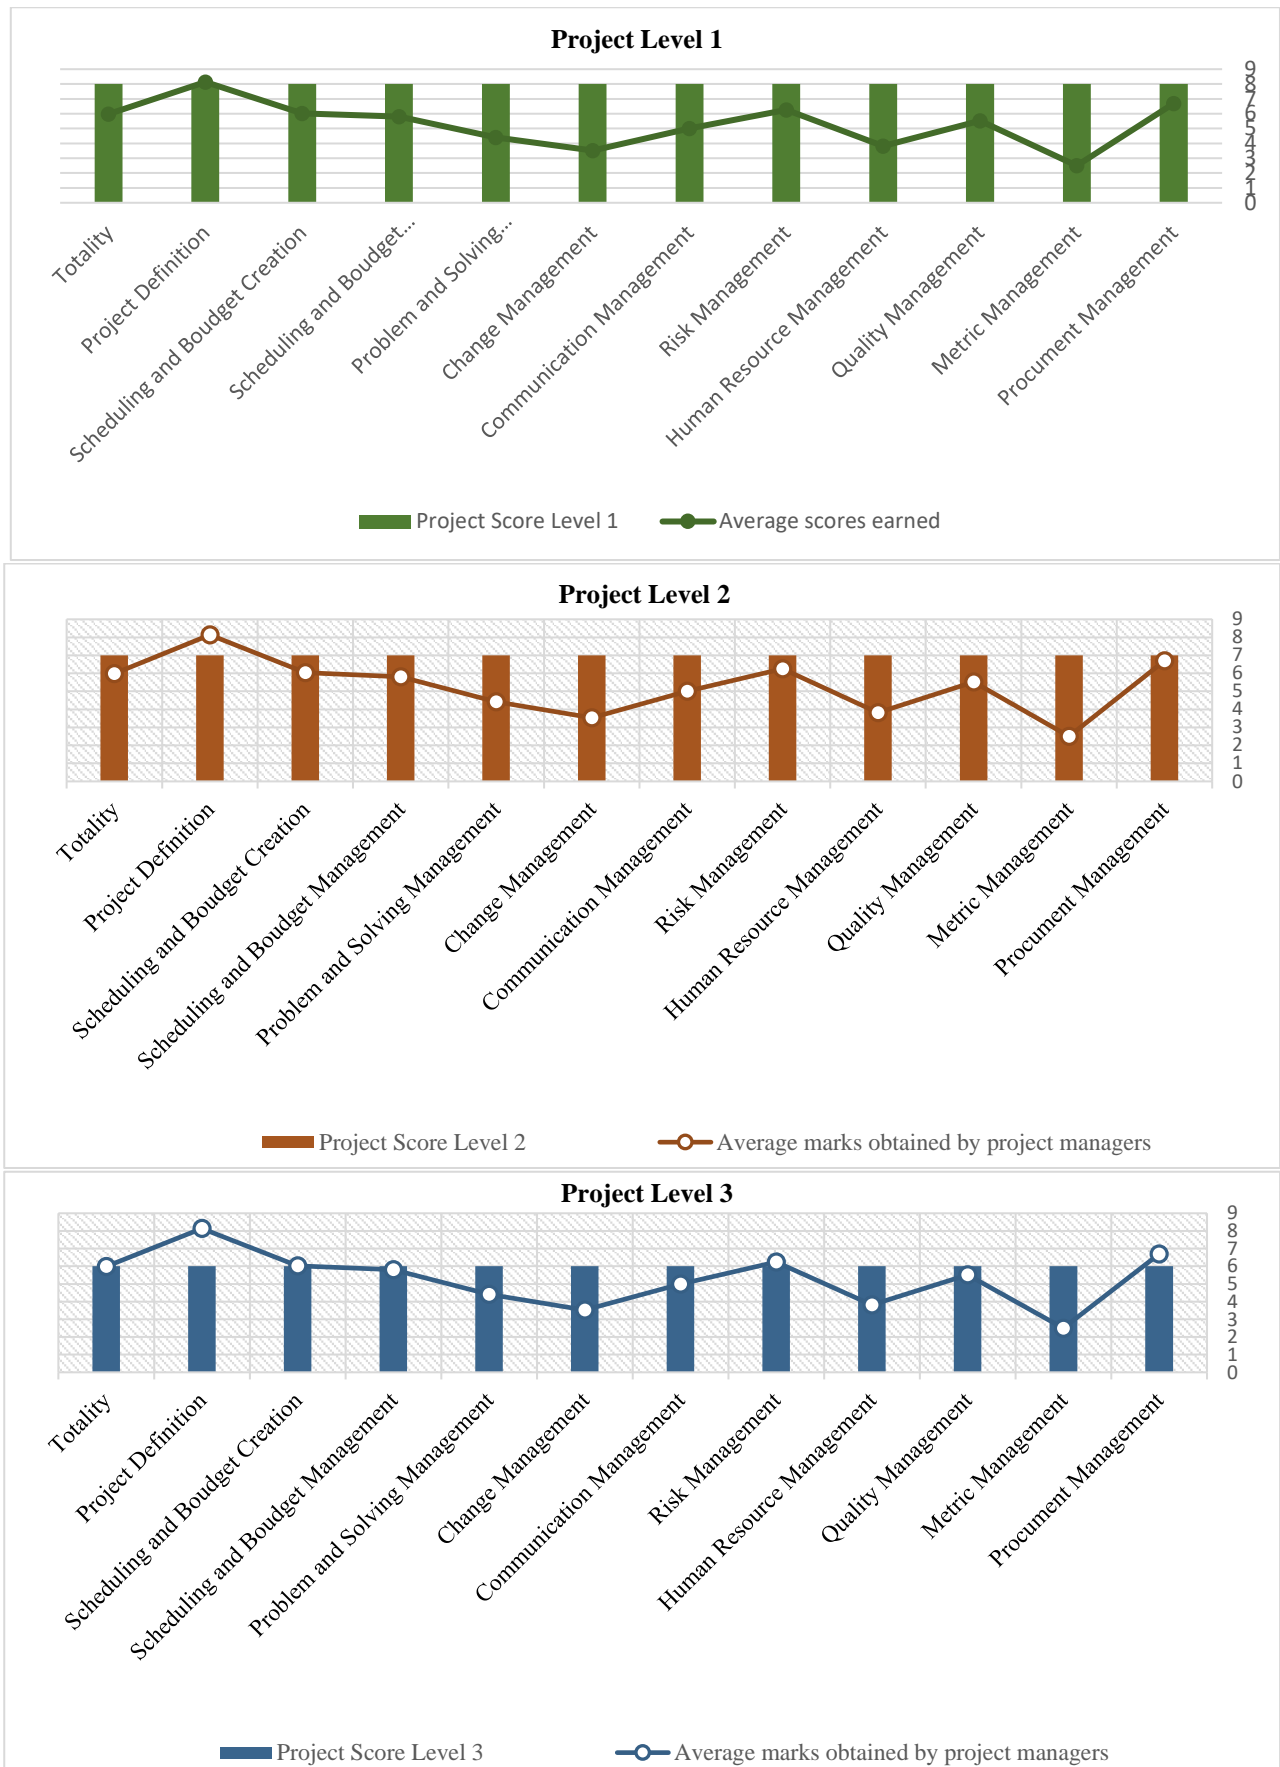 Project Level 1
9
8
7
6
5
4
3
2
1
0
Totality
Project Definition
Scheduling and Boudget Creation
Scheduling and Boudget...
Problem and Solving...
Change Management
Communication Management
Risk Management
Human Resource Management
Quality Management
Metric Management
Procument Management
Project Score Level 1
Average scores earned
Project Level 2
9
8
7
6
5
4
3
2
1
0
Totality
Project Definition
Scheduling and Boudget Creation
Scheduling and Boudget Management
Problem and Solving Management
Change Management
Communication Management
Risk Management
Human Resource Management
Quality Management
Metric Management
Procument Management
Project Score Level 2
Average marks obtained by project managers
Project Level 3
9
8
7
6
5
4
3
2
1
0
Totality
Project Definition
Scheduling and Boudget Creation
Scheduling and Boudget Management
Problem and Solving Management
Change Management
Communication Management
Risk Management
Human Resource Management
Quality Management
Metric Management
Procument Management
Project Score Level 3
Average marks obtained by project managers